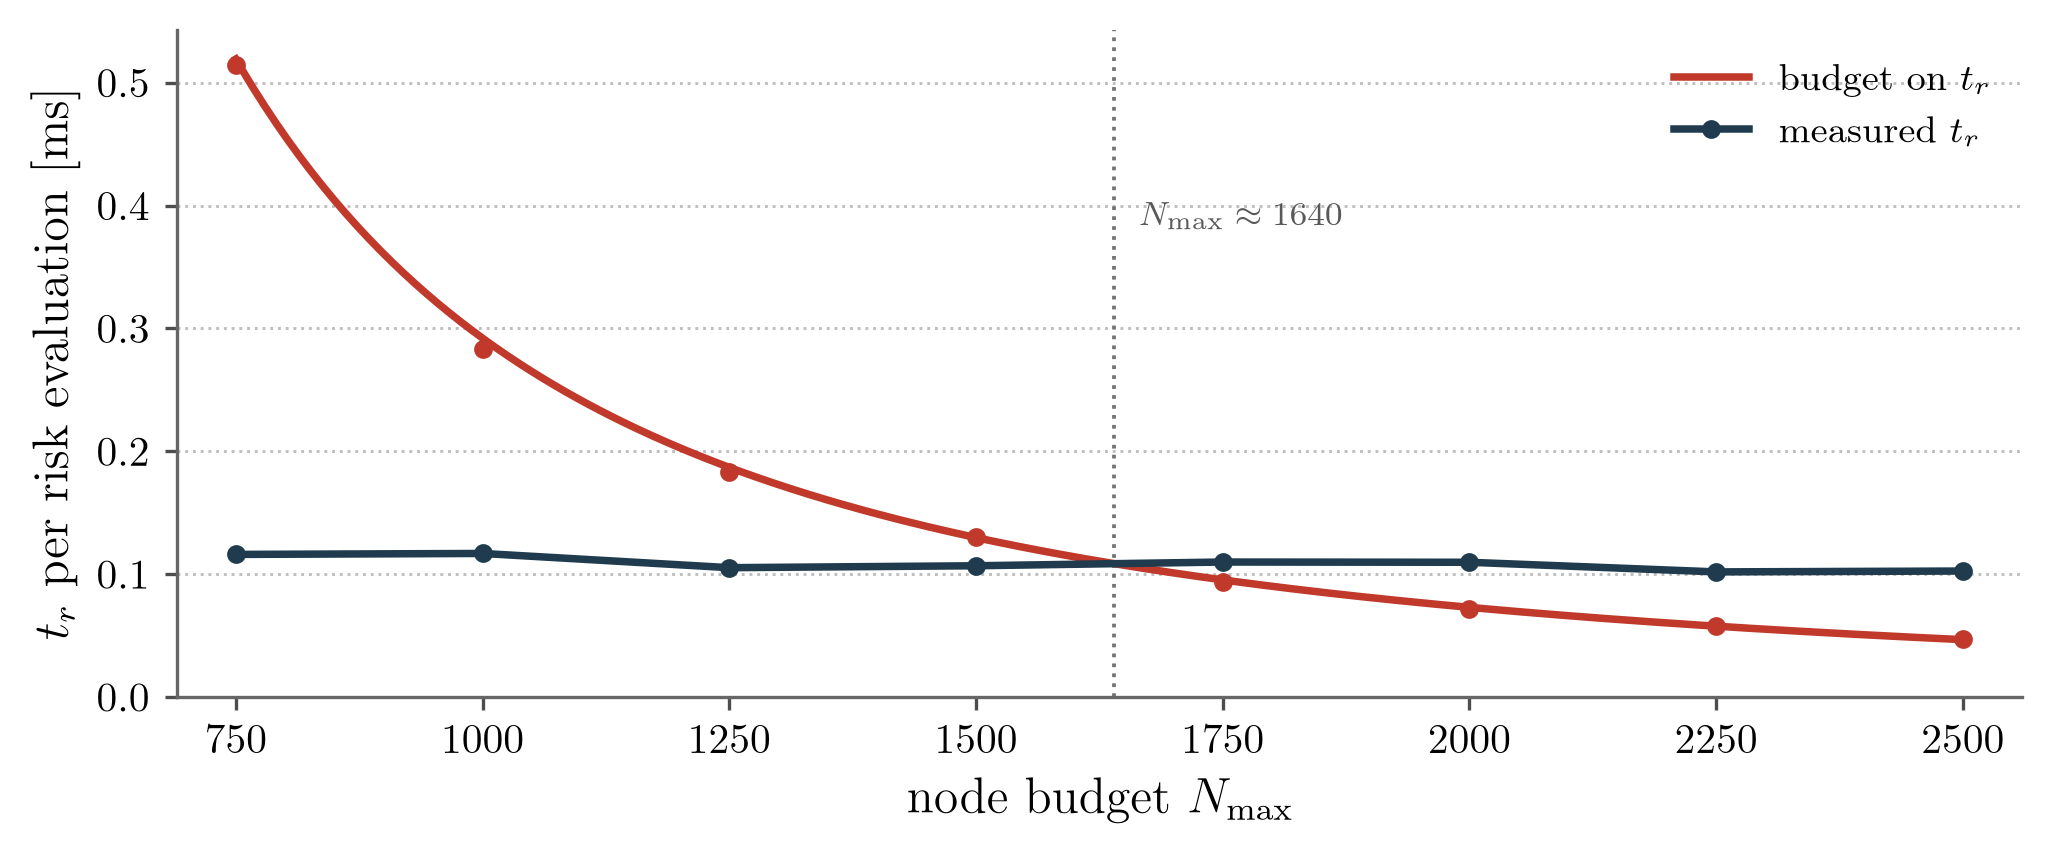 0.5
0.4
0.3
0.2
0.1
0.0
t_r per risk evaluation [ms]
budget on t_r
measured t_r
N_max ≈ 1640
750 1000 1250 1500 1750 2000 2250 2500
node budget N_max